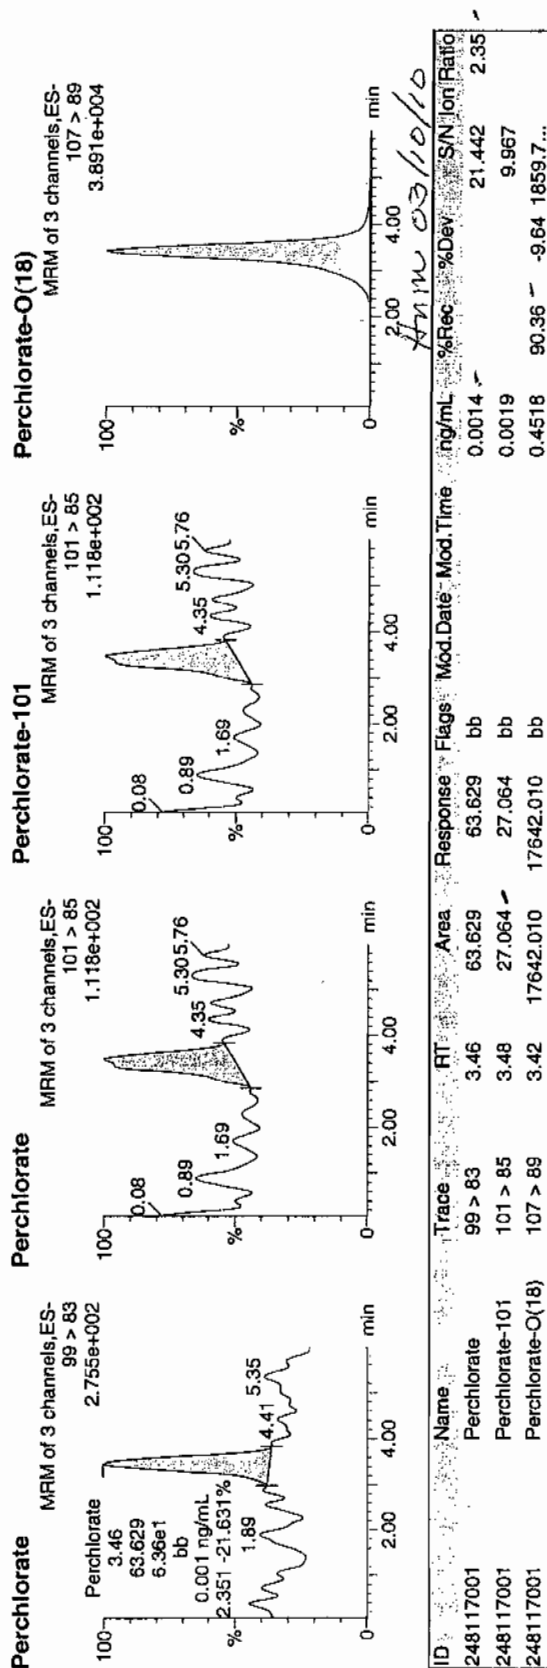 Perchlorate
MRM of 3 channels,ES-
99 > 83
2.755e+002
100
%
0
Perchlorate
3.46
63.629
6.36e1
bb
0.001 ng/mL
2.351 -21.631%
1.89
4.41
5.35
2.00
4.00
min
Perchlorate
MRM of 3 channels,ES-
101 > 85
1.118e+002
100
%
0
0.08
0.89
1.69
4.35
5.30 5.76
2.00
4.00
min
Perchlorate-101
MRM of 3 channels,ES-
101 > 85
1.118e+002
100
%
0
0.08
0.89
1.69
4.35
5.30 5.76
2.00
4.00
min
Perchlorate-O(18)
MRM of 3 channels,ES-
107 > 89
3.891e+004
100
%
0
2.00
4.00
min
03/10/10
ID Name Trace RT Area Response Flags Mod.Date Mod.Time ng/mL %Rec %Dev S/N Ion Ratio
248117001 Perchlorate 99 > 83 3.46 63.629 63.629 bb 0.0014 21.442 2.35
248117001 Perchlorate-101 101 > 85 3.48 27.064 27.064 bb 0.0019 9.967
248117001 Perchlorate-O(18) 107 > 89 3.42 17642.010 17642.010 bb 0.4518 90.36 -9.64 1859.7...